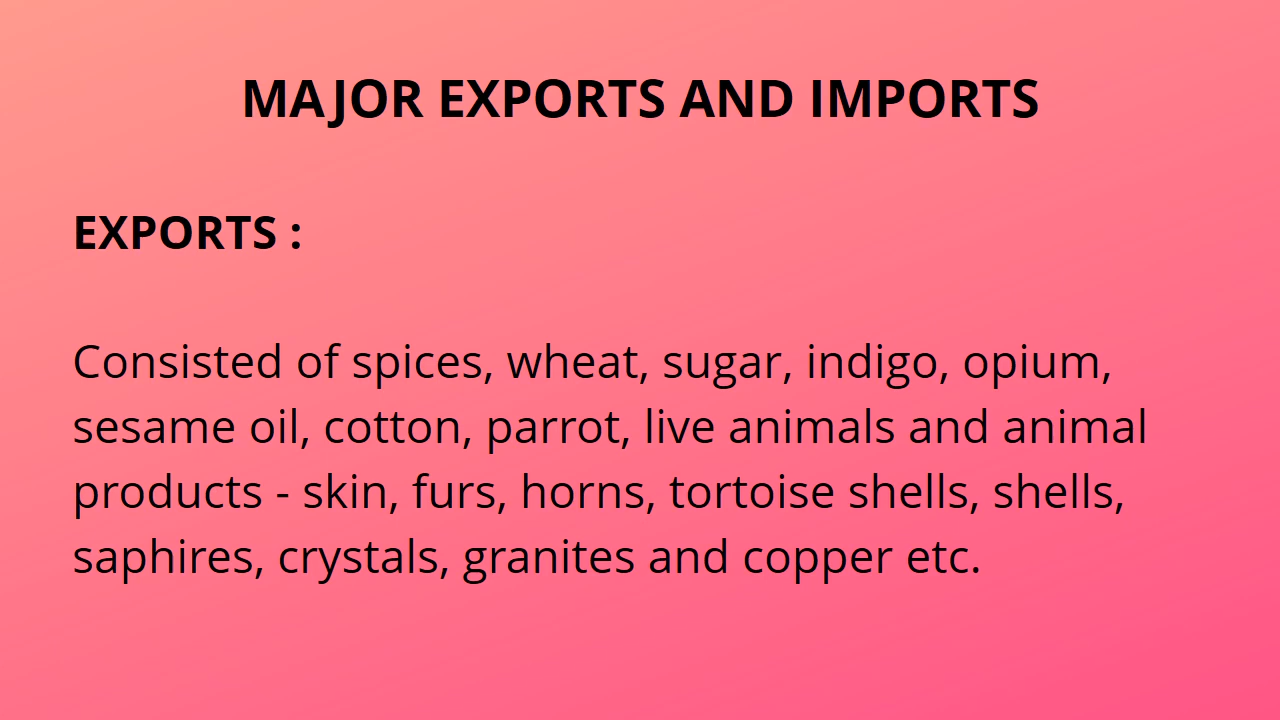 MAJOR EXPORTS AND IMPORTS
EXPORTS :
Consisted of spices, wheat, sugar, indigo, opium,
sesame oil, cotton, parrot, live animals and animal
products - skin, furs, horns, tortoise shells, shells,
saphires, crystals, granites and copper etc.